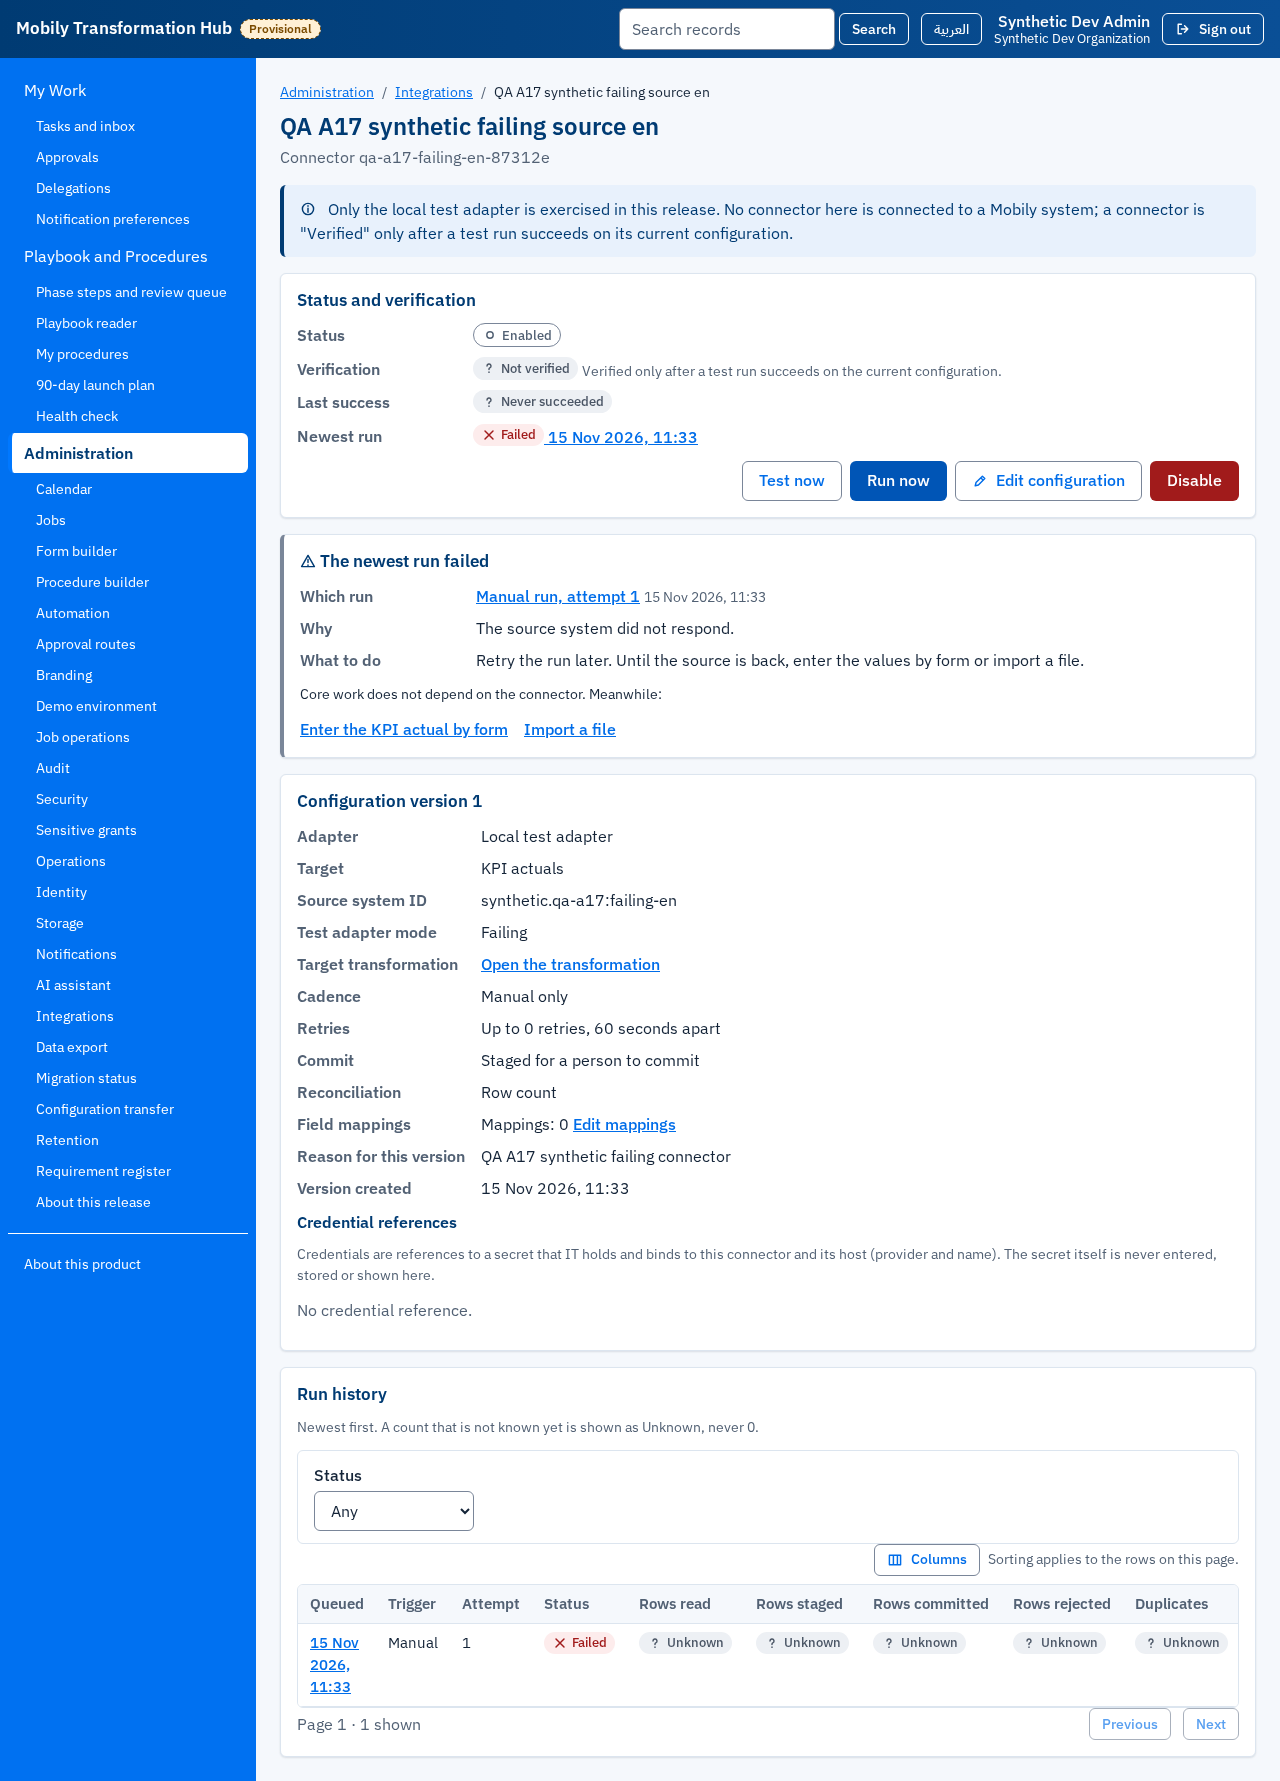 Mobily Transformation Hub Provisional
Search records
Search
العربية
Synthetic Dev Admin
Synthetic Dev Organization
Sign out
My Work
Tasks and inbox
Approvals
Delegations
Notification preferences
Playbook and Procedures
Phase steps and review queue
Playbook reader
My procedures
90-day launch plan
Health check
Administration
Calendar
Jobs
Form builder
Procedure builder
Automation
Approval routes
Branding
Demo environment
Job operations
Audit
Security
Sensitive grants
Operations
Identity
Storage
Notifications
AI assistant
Integrations
Data export
Migration status
Configuration transfer
Retention
Requirement register
About this release
About this product
Administration / Integrations / QA A17 synthetic failing source en
QA A17 synthetic failing source en
Connector qa-a17-failing-en-87312e
Only the local test adapter is exercised in this release. No connector here is connected to a Mobily system; a connector is
"Verified" only after a test run succeeds on its current configuration.
Status and verification
Status Enabled
Verification ? Not verified Verified only after a test run succeeds on the current configuration.
Last success ? Never succeeded
Newest run Failed 15 Nov 2026, 11:33
Test now Run now Edit configuration Disable
The newest run failed
Which run Manual run, attempt 1 15 Nov 2026, 11:33
Why The source system did not respond.
What to do Retry the run later. Until the source is back, enter the values by form or import a file.
Core work does not depend on the connector. Meanwhile:
Enter the KPI actual by form Import a file
Configuration version 1
Adapter Local test adapter
Target KPI actuals
Source system ID synthetic.qa-a17:failing-en
Test adapter mode Failing
Target transformation Open the transformation
Cadence Manual only
Retries Up to 0 retries, 60 seconds apart
Commit Staged for a person to commit
Reconciliation Row count
Field mappings Mappings: 0 Edit mappings
Reason for this version QA A17 synthetic failing connector
Version created 15 Nov 2026, 11:33
Credential references
Credentials are references to a secret that IT holds and binds to this connector and its host (provider and name). The secret itself is never entered,
stored or shown here.
No credential reference.
Run history
Newest first. A count that is not known yet is shown as Unknown, never 0.
Status
Any
Columns Sorting applies to the rows on this page.
Queued Trigger Attempt Status Rows read Rows staged Rows committed Rows rejected Duplicates
15 Nov Manual 1 Failed ? Unknown ? Unknown ? Unknown ? Unknown ? Unknown
2026,
11:33
Page 1 · 1 shown Previous Next